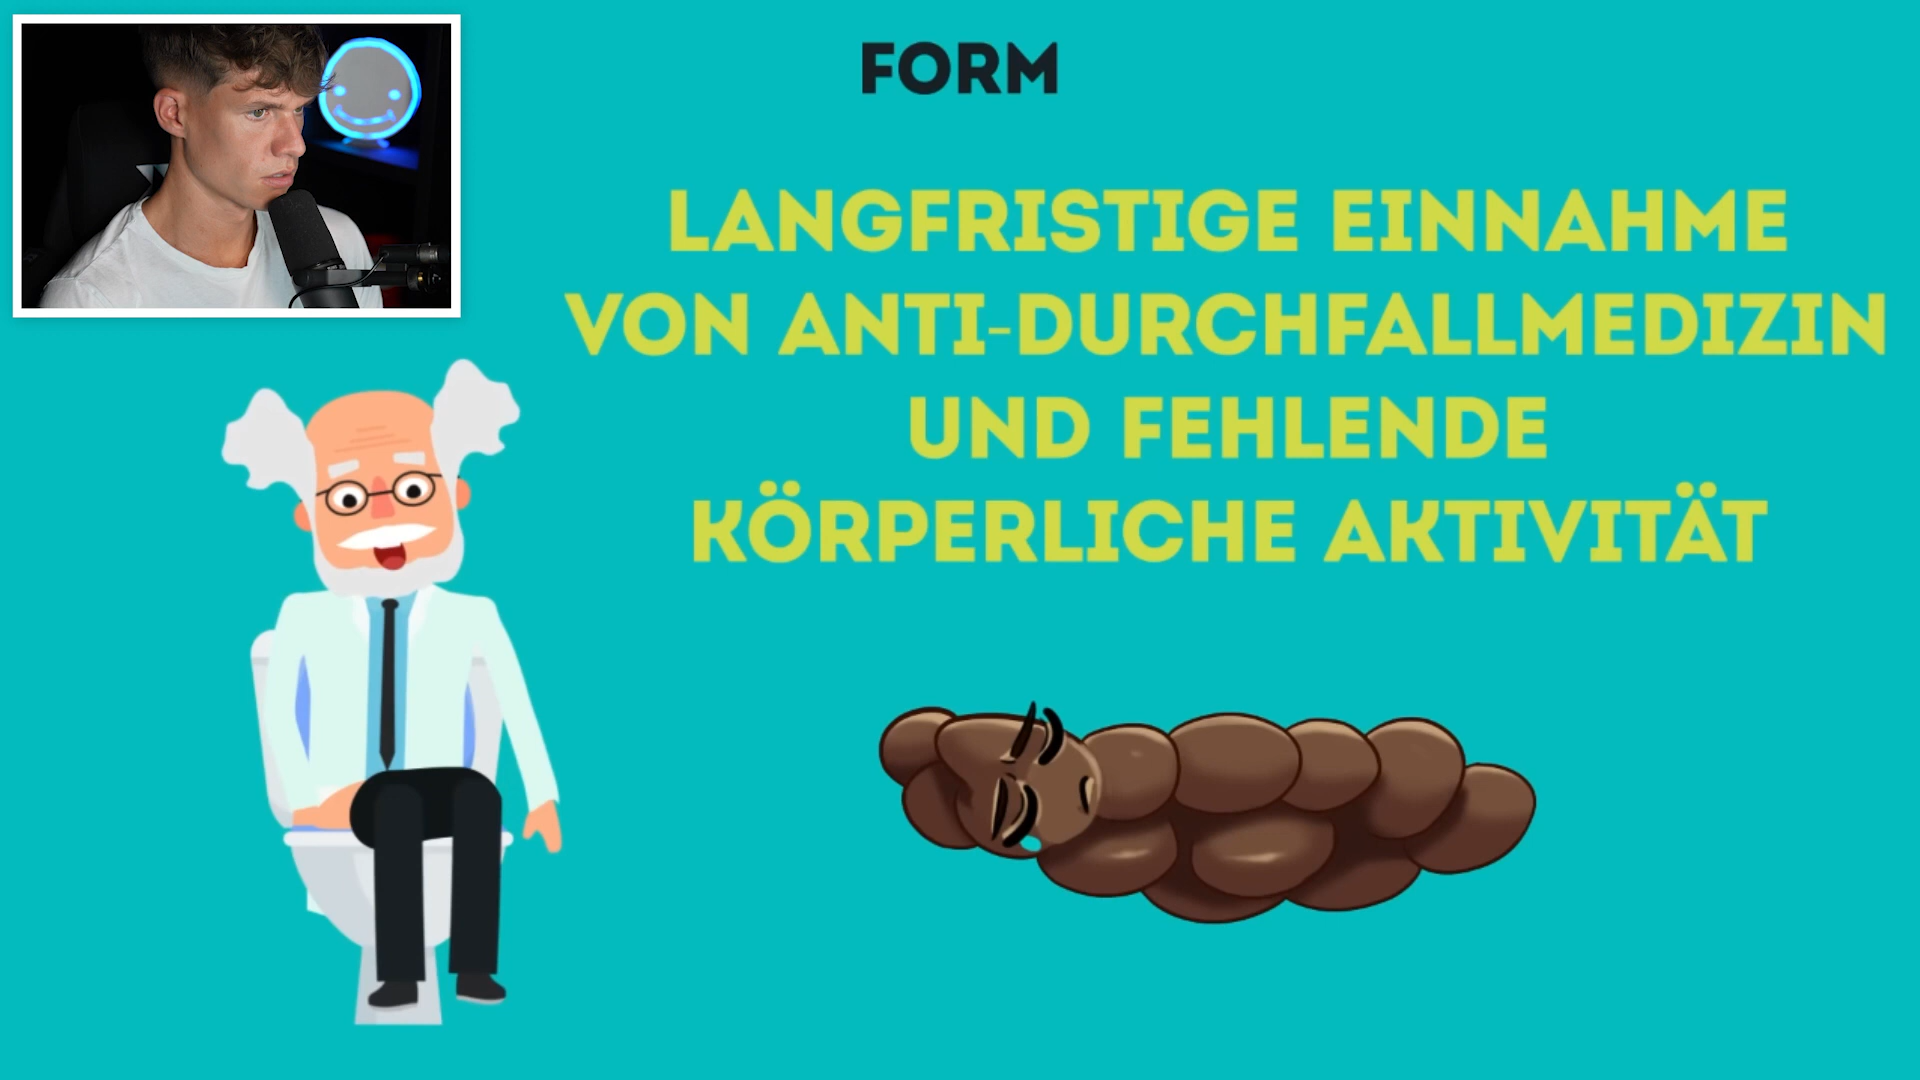 FORM
LANGFRISTIGE EINNAHME
VON ANTI-DURCHFALLMEDIZIN
UND FEHLENDE
KÖRPERLICHE AKTIVITÄT